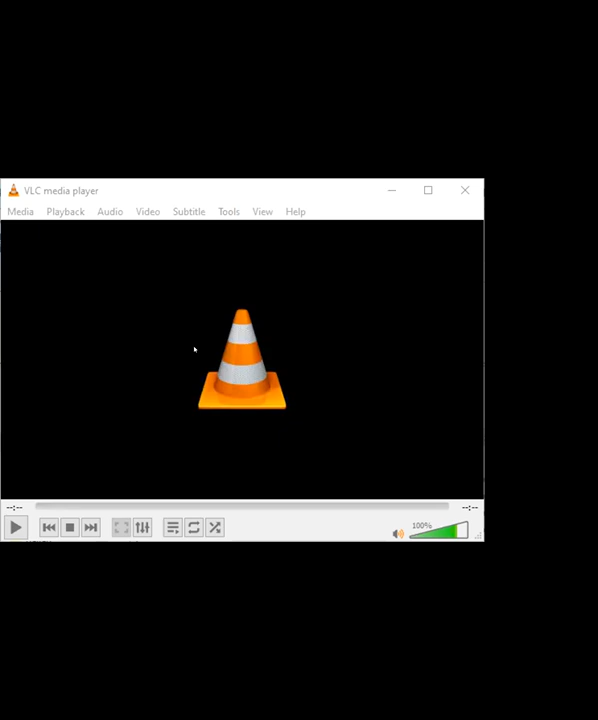 VLC media player
Media Playback Audio Video Subtitle Tools View Help
--:-- --:--
100%